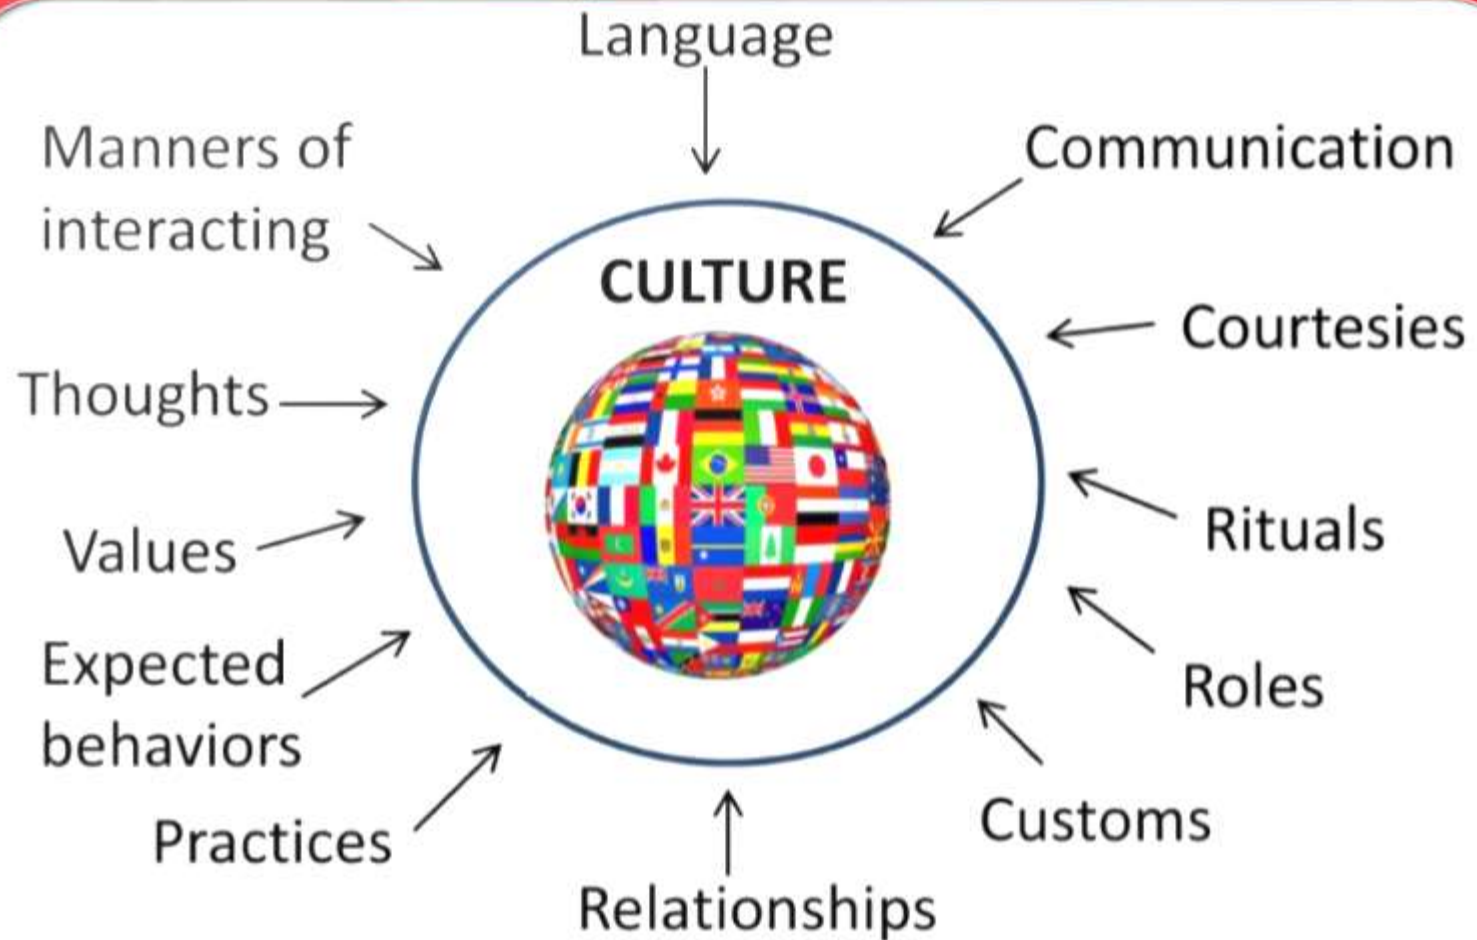 Language
Manners of
interacting
Communication
CULTURE
Courtesies
Thoughts
Values
Rituals
Expected
behaviors
Roles
Practices
Customs
Relationships